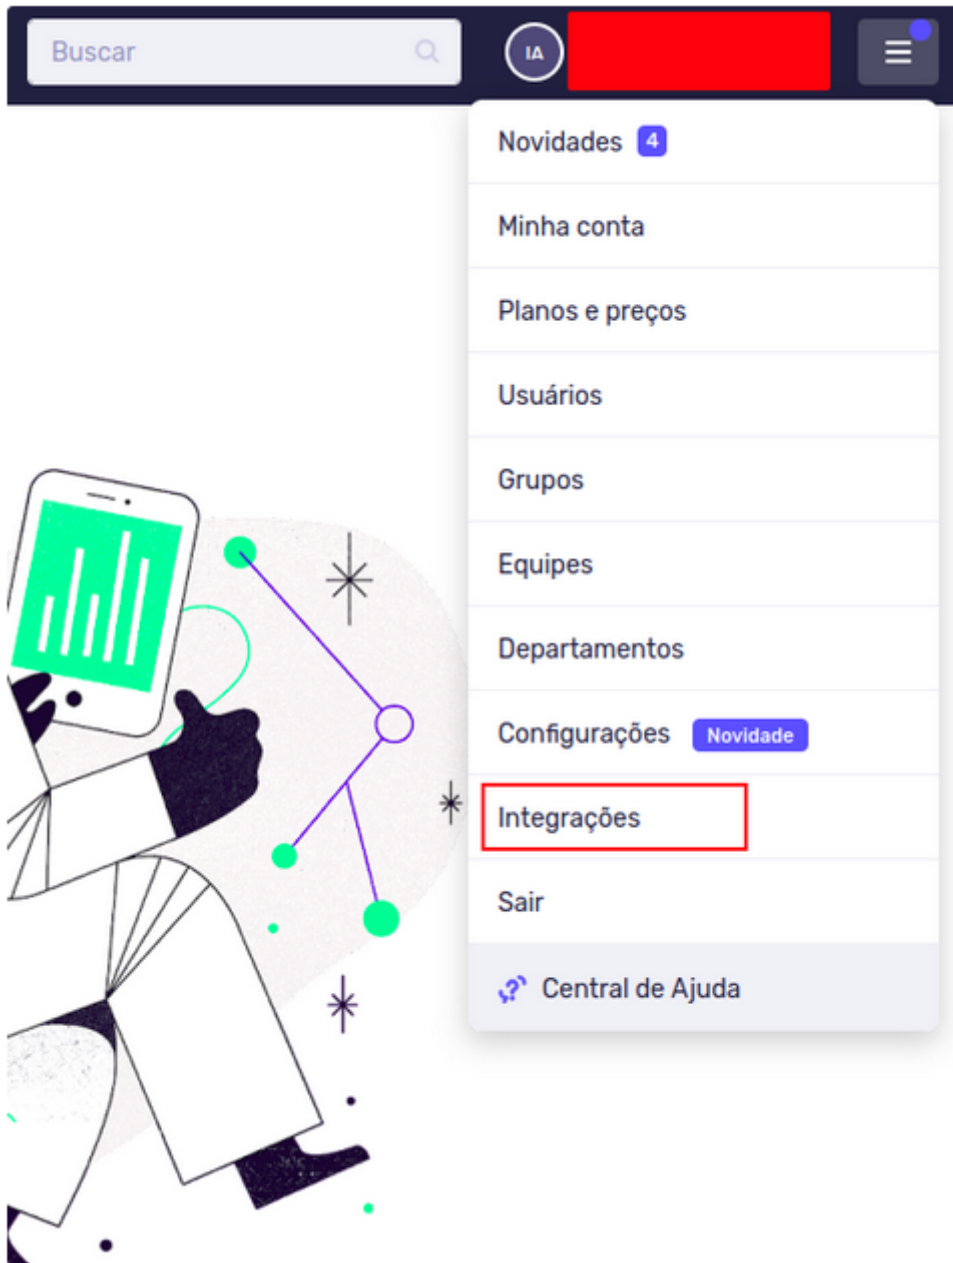 Buscar
IA
Novidades 4
Minha conta
Planos e preços
Usuários
Grupos
Equipes
Departamentos
Configurações Novidade
Integrações
Sair
Central de Ajuda